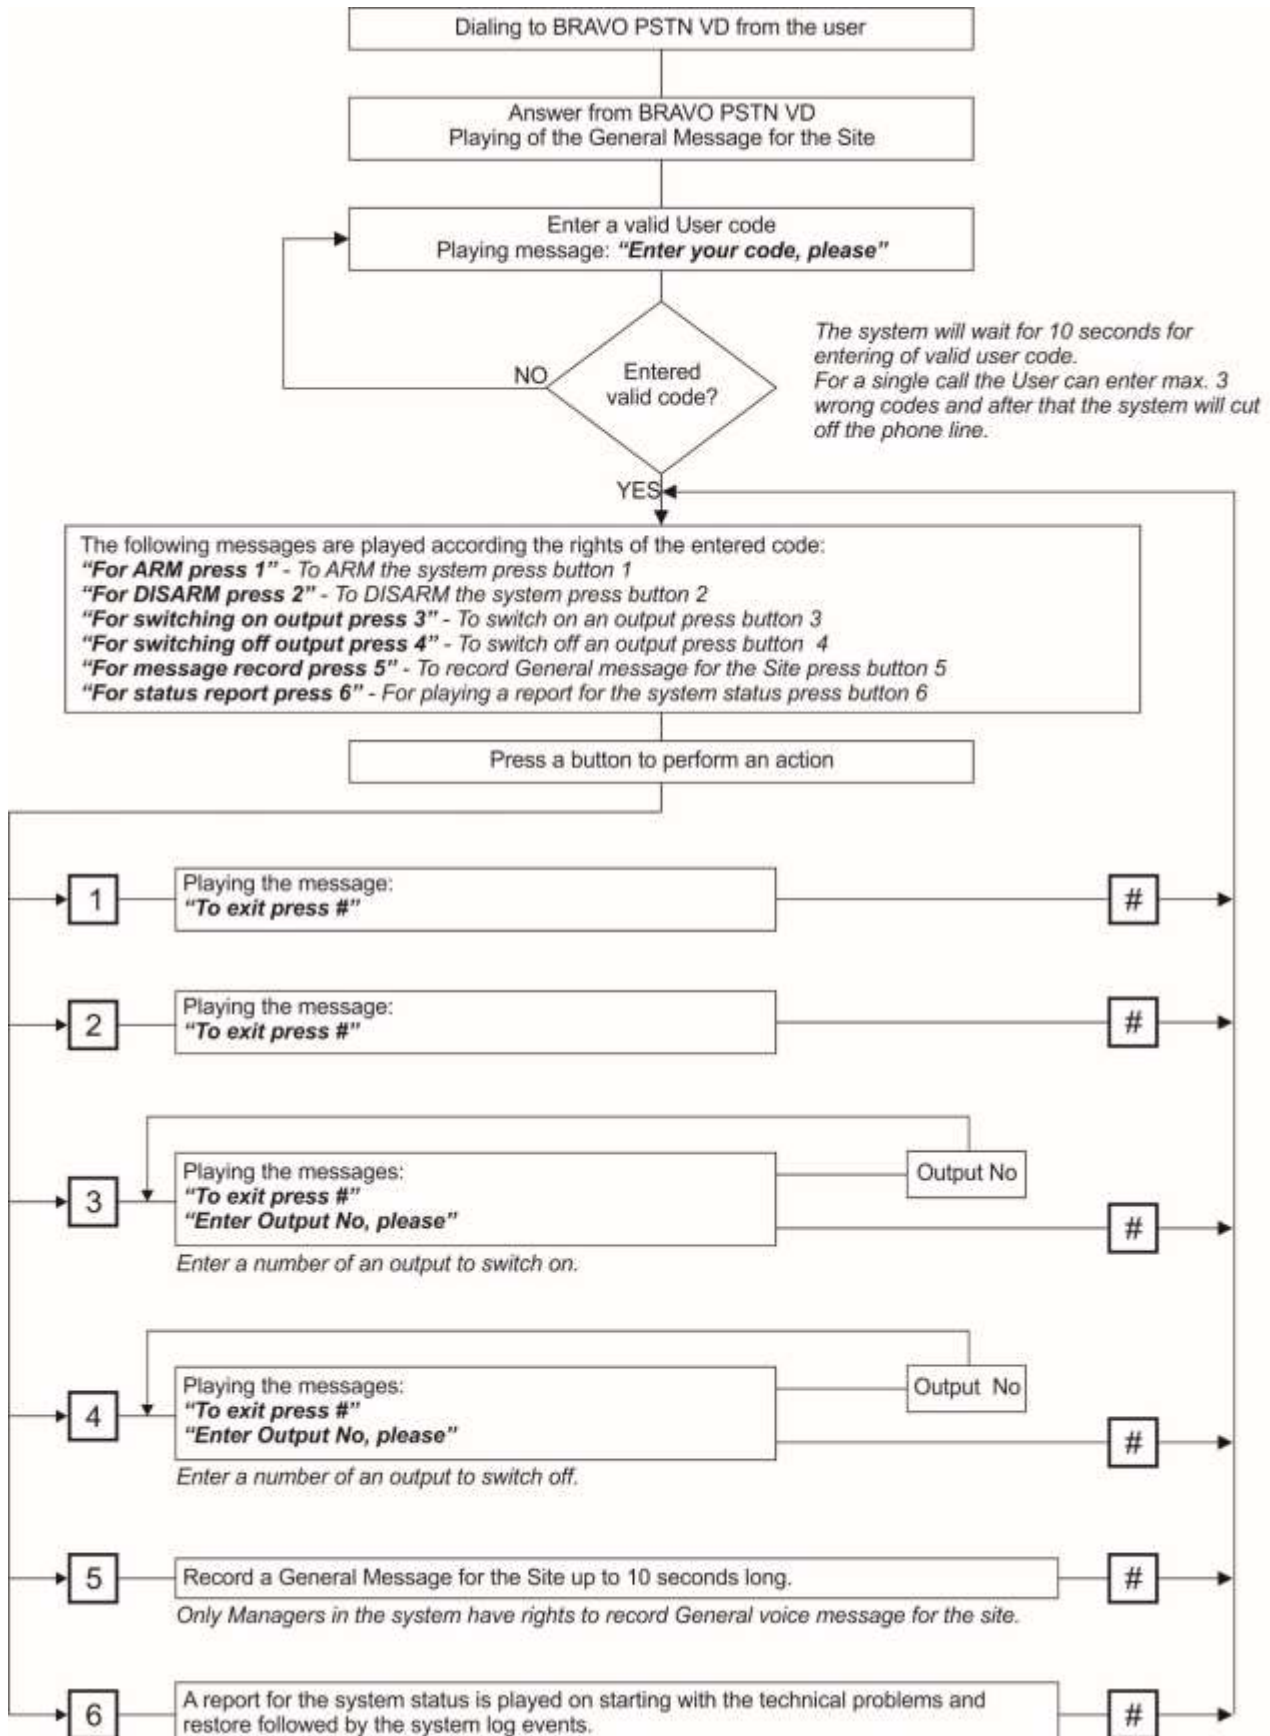 Dialing to BRAVO PSTN VD from the user
Answer from BRAVO PSTN VD
Playing of the General Message for the Site
Enter a valid User code
Playing message: “Enter your code, please”
NO
Entered
valid code?
The system will wait for 10 seconds for
entering of valid user code.
For a single call the User can enter max. 3
wrong codes and after that the system will cut
off the phone line.
YES
The following messages are played according the rights of the entered code:
“For ARM press 1” - To ARM the system press button 1
“For DISARM press 2” - To DISARM the system press button 2
“For switching on output press 3” - To switch on an output press button 3
“For switching off output press 4” - To switch off an output press button 4
“For message record press 5” - To record General message for the Site press button 5
“For status report press 6” - For playing a report for the system status press button 6
Press a button to perform an action
1
Playing the message:
“To exit press #”
#
2
Playing the message:
“To exit press #”
#
3
Playing the messages:
“To exit press #”
“Enter Output No, please”
Output No
#
Enter a number of an output to switch on.
4
Playing the messages:
“To exit press #”
“Enter Output No, please”
Output No
#
Enter a number of an output to switch off.
5
Record a General Message for the Site up to 10 seconds long.
#
Only Managers in the system have rights to record General voice message for the site.
6
A report for the system status is played on starting with the technical problems and
restore followed by the system log events.
#